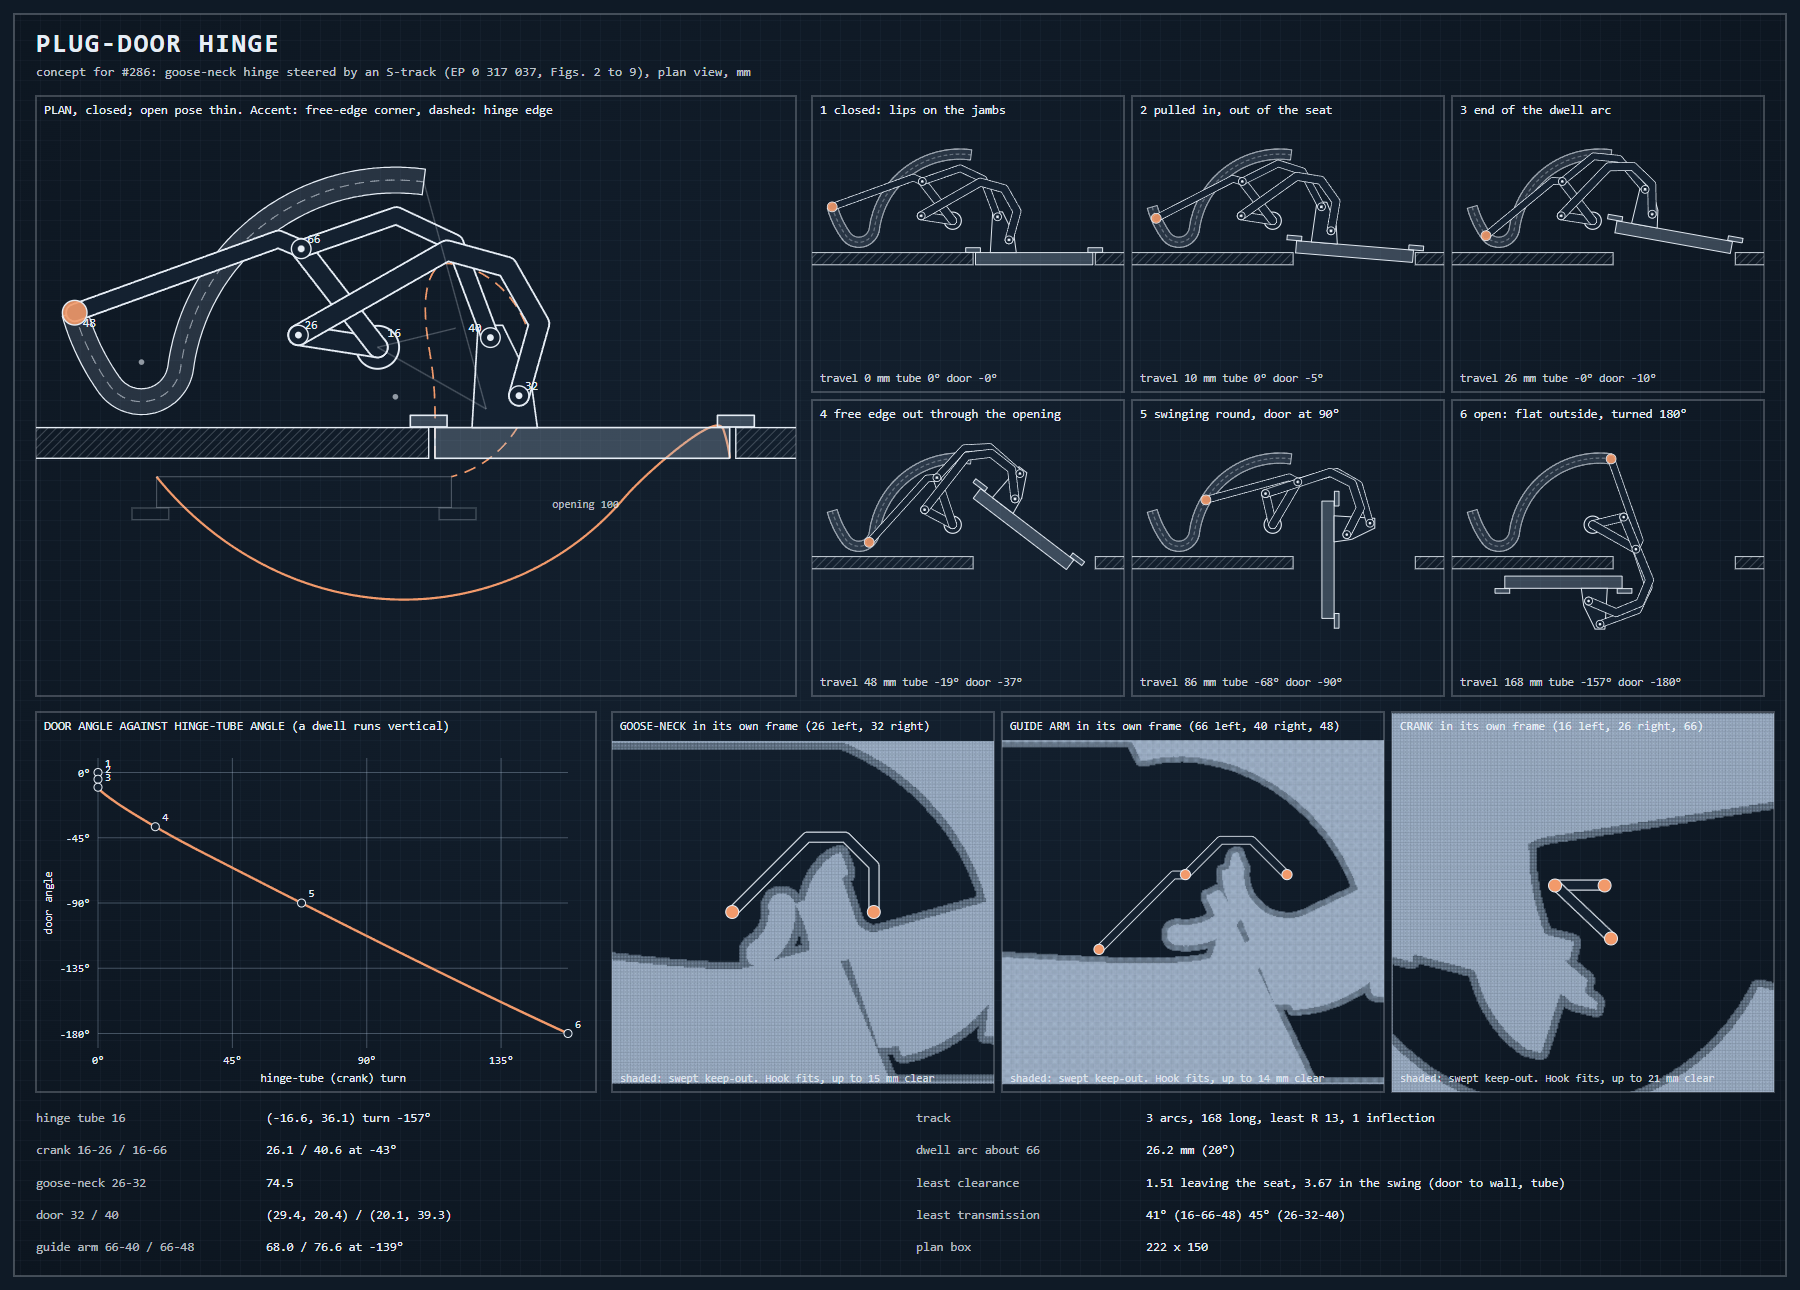 PLUG-DOOR HINGE
concept for #286: goose-neck hinge steered by an S-track (EP 0 317 037, Figs. 2 to 9), plan view, mm
PLAN, closed; open pose thin. Accent: free-edge corner, dashed: hinge edge
66
48
26
16
40
32
opening 100
1 closed: lips on the jambs
travel 0 mm tube 0° door -0°
2 pulled in, out of the seat
travel 10 mm tube 0° door -5°
3 end of the dwell arc
travel 26 mm tube -0° door -10°
4 free edge out through the opening
travel 48 mm tube -19° door -37°
5 swinging round, door at 90°
travel 86 mm tube -68° door -90°
6 open: flat outside, turned 180°
travel 168 mm tube -157° door -180°
DOOR ANGLE AGAINST HINGE-TUBE ANGLE (a dwell runs vertical)
1
2
3
4
5
6
0°
-45°
-90°
-135°
-180°
door angle
0°
45°
90°
135°
hinge-tube (crank) turn
GOOSE-NECK in its own frame (26 left, 32 right)
shaded: swept keep-out. Hook fits, up to 15 mm clear
GUIDE ARM in its own frame (66 left, 40 right, 48)
shaded: swept keep-out. Hook fits, up to 14 mm clear
CRANK in its own frame (16 left, 26 right, 66)
shaded: swept keep-out. Hook fits, up to 21 mm clear
hinge tube 16 (-16.6, 36.1) turn -157°
crank 16-26 / 16-66 26.1 / 40.6 at -43°
goose-neck 26-32 74.5
door 32 / 40 (29.4, 20.4) / (20.1, 39.3)
guide arm 66-40 / 66-48 68.0 / 76.6 at -139°
track 3 arcs, 168 long, least R 13, 1 inflection
dwell arc about 66 26.2 mm (20°)
least clearance 1.51 leaving the seat, 3.67 in the swing (door to wall, tube)
least transmission 41° (16-66-48) 45° (26-32-40)
plan box 222 x 150